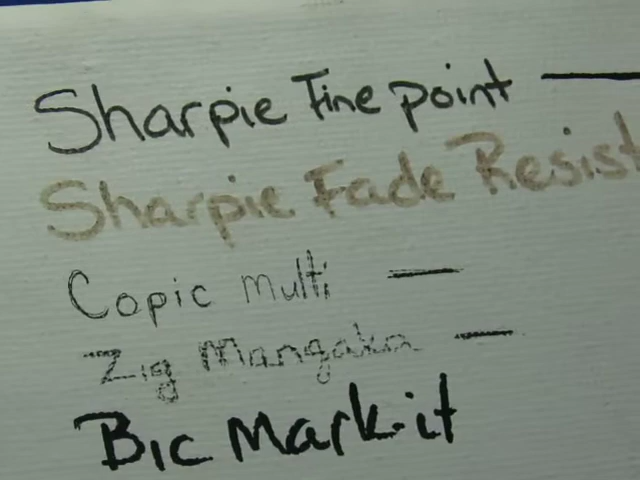 Sharpie Fine point
Sharpie Fade Resist
Copic Multi
Zig Mangaka
Bic Mark-it